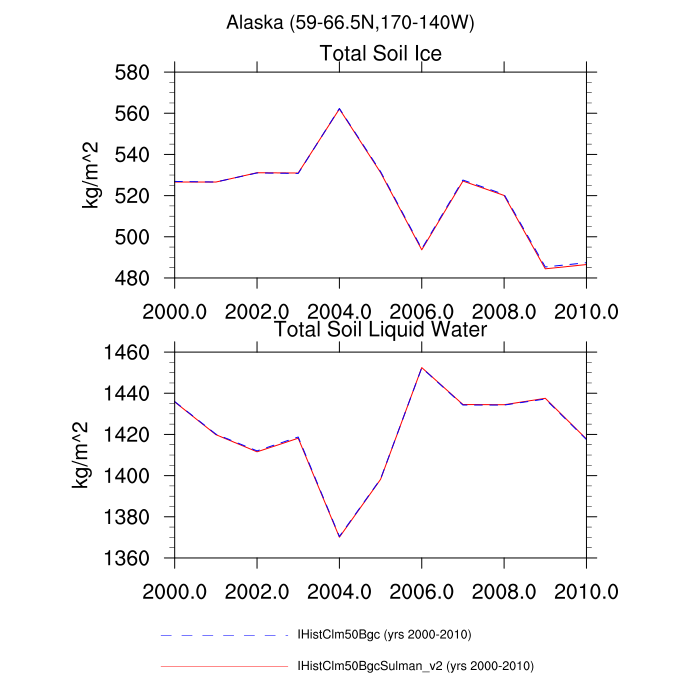 Alaska (59-66.5N,170-140W)
Total Soil Ice
580
560
540
520
500
480
kg/m^2
2000.0 2002.0 2004.0 2006.0 2008.0 2010.0
Total Soil Liquid Water
1460
1440
1420
1400
1380
1360
kg/m^2
2000.0 2002.0 2004.0 2006.0 2008.0 2010.0
IHistClm50Bgc (yrs 2000-2010)
IHistClm50BgcSulman_v2 (yrs 2000-2010)